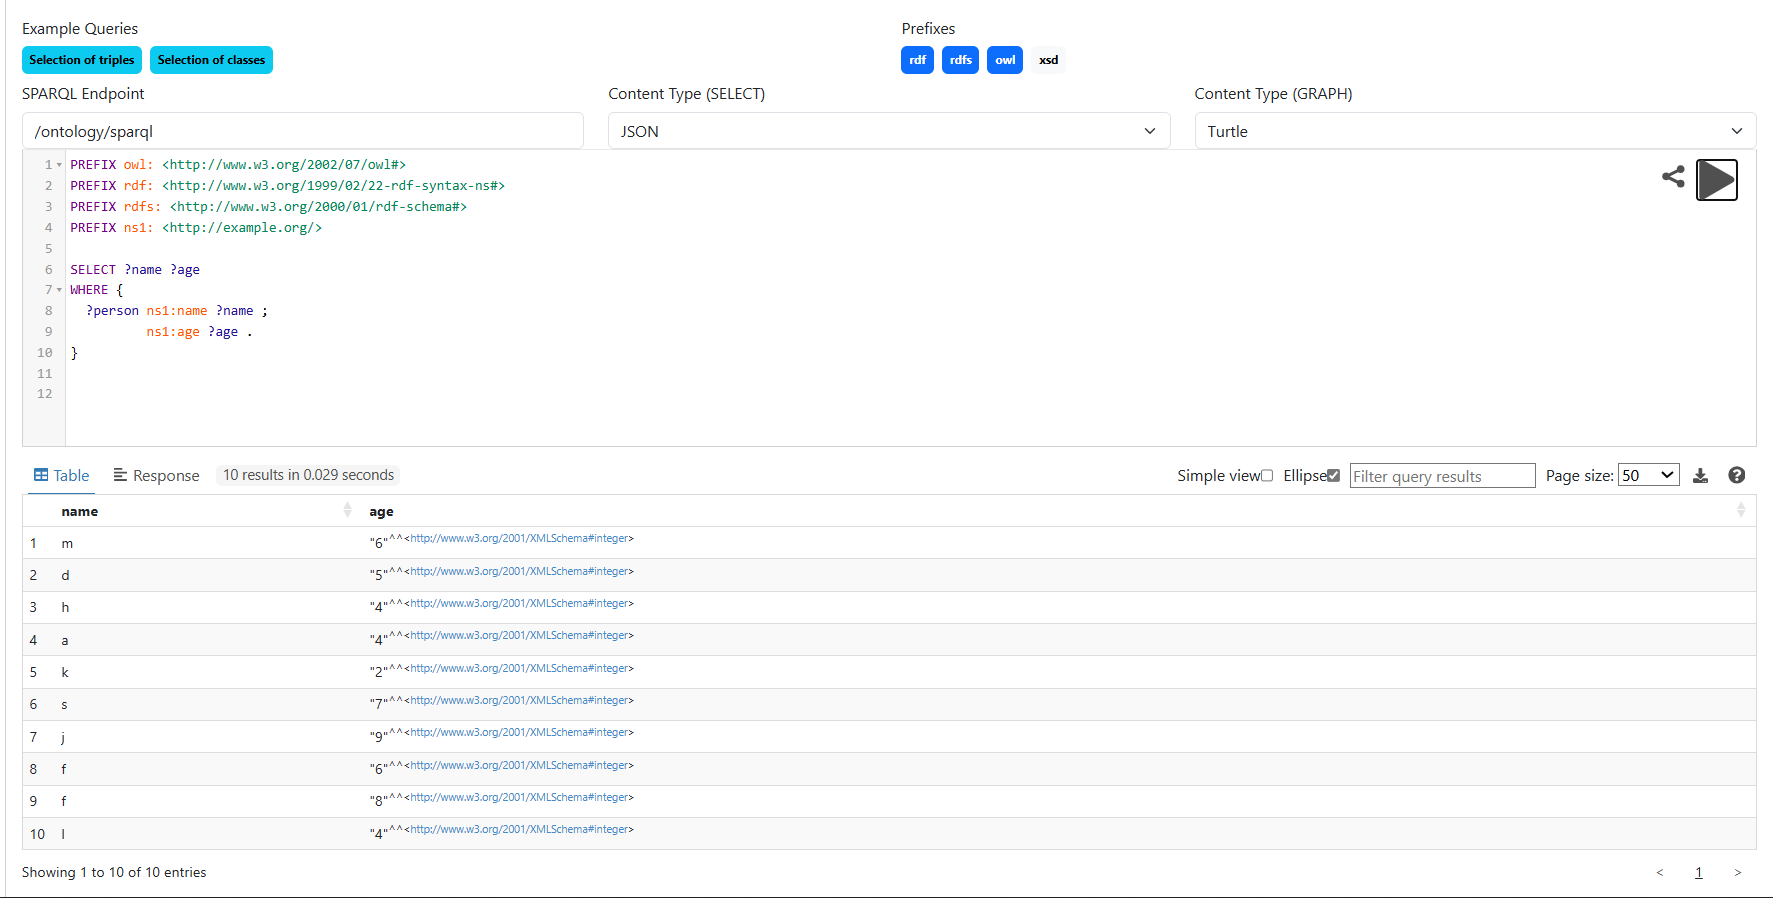 Example Queries
Prefixes
Selection of triples Selection of classes
rdf rdfs owl xsd
SPARQL Endpoint
Content Type (SELECT)
Content Type (GRAPH)
/ontology/sparql
JSON
Turtle
1 PREFIX owl: <http://www.w3.org/2002/07/owl#>
2 PREFIX rdf: <http://www.w3.org/1999/02/22-rdf-syntax-ns#>
3 PREFIX rdfs: <http://www.w3.org/2000/01/rdf-schema#>
4 PREFIX ns1: <http://example.org/>
5
6 SELECT ?name ?age
7 WHERE {
8 ?person ns1:name ?name ;
9 ns1:age ?age .
10 }
11
12
Table Response 10 results in 0.029 seconds
Simple view Ellipse Filter query results Page size: 50
name age
1 m "6"^^<http://www.w3.org/2001/XMLSchema#integer>
2 d "5"^^<http://www.w3.org/2001/XMLSchema#integer>
3 h "4"^^<http://www.w3.org/2001/XMLSchema#integer>
4 a "4"^^<http://www.w3.org/2001/XMLSchema#integer>
5 k "2"^^<http://www.w3.org/2001/XMLSchema#integer>
6 s "7"^^<http://www.w3.org/2001/XMLSchema#integer>
7 j "9"^^<http://www.w3.org/2001/XMLSchema#integer>
8 f "6"^^<http://www.w3.org/2001/XMLSchema#integer>
9 f "8"^^<http://www.w3.org/2001/XMLSchema#integer>
10 l "4"^^<http://www.w3.org/2001/XMLSchema#integer>
Showing 1 to 10 of 10 entries
< 1 >